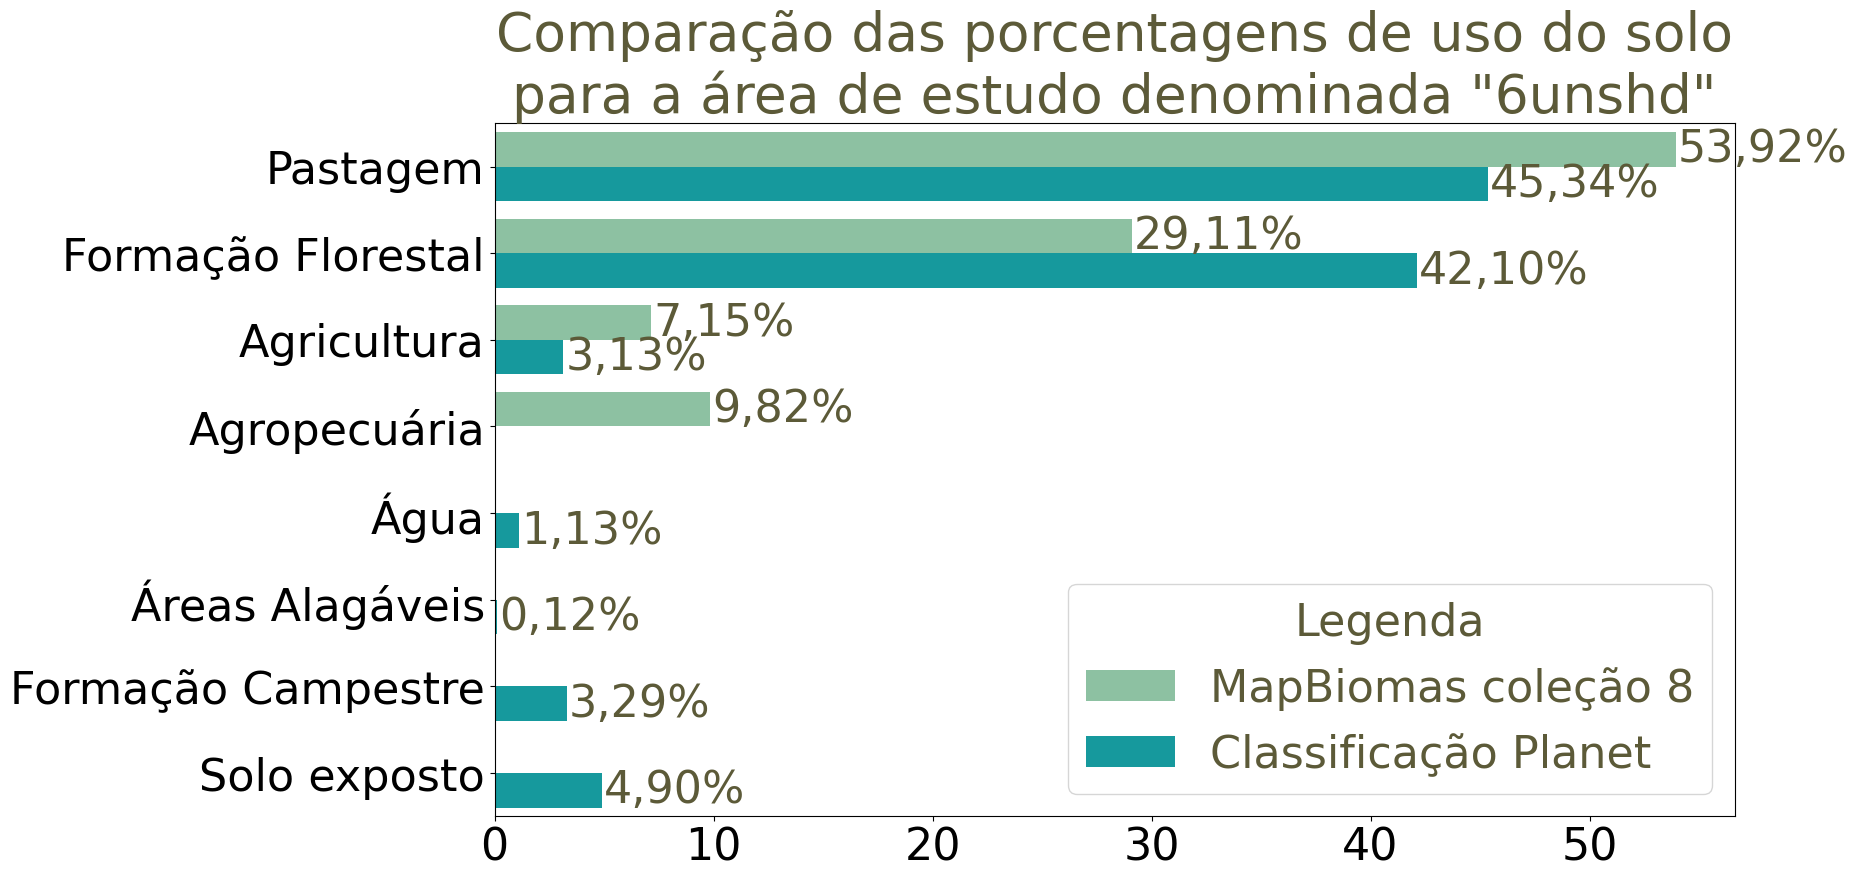 Comparação das porcentagens de uso do solo
para a área de estudo denominada "6unshd"
Pastagem
53,92%
45,34%
Formação Florestal
29,11%
42,10%
Agricultura
7,15%
3,13%
Agropecuária
9,82%
Água
1,13%
Áreas Alagáveis
0,12%
Formação Campestre
3,29%
Solo exposto
4,90%
Legenda
MapBiomas coleção 8
Classificação Planet
0 10 20 30 40 50